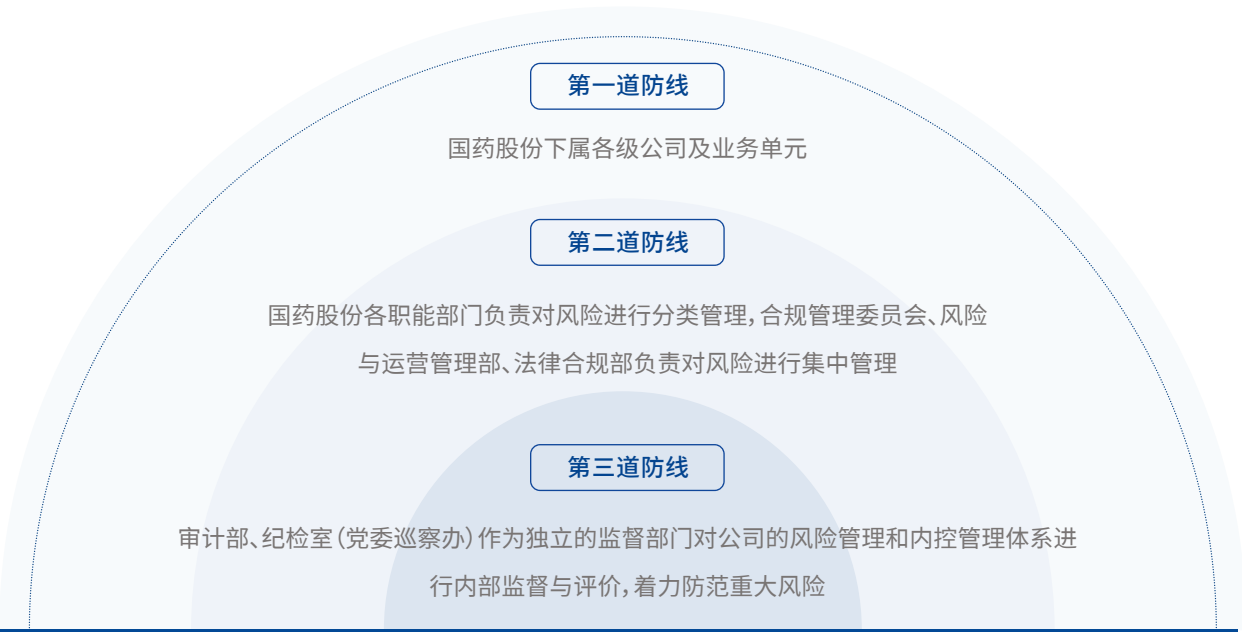 第一道防线
国药股份下属各级公司及业务单元
第二道防线
国药股份各职能部门负责对风险进行分类管理，合规管理委员会、风险
与运营管理部、法律合规部负责对风险进行集中管理
第三道防线
审计部、纪检室（党委巡察办）作为独立的监督部门对公司的风险管理和内控管理体系进
行内部监督与评价，着力防范重大风险